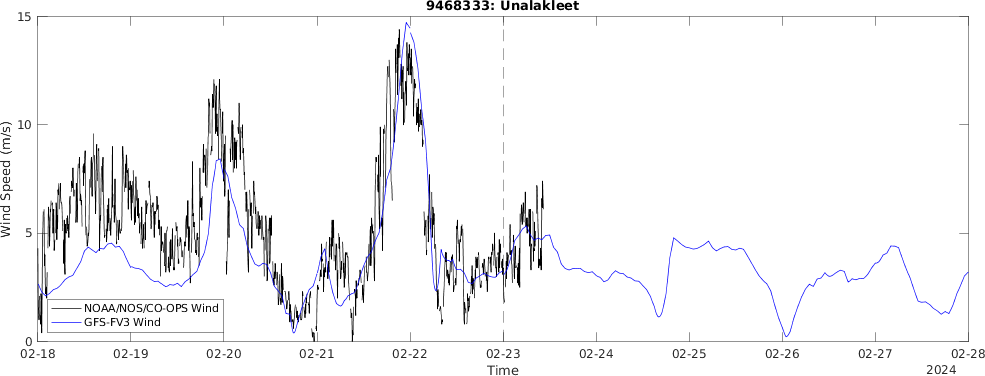 9468333: Unalakleet
Wind Speed (m/s)
15
10
5
0
NOAA/NOS/CO-OPS Wind
GFS-FV3 Wind
02-18 02-19 02-20 02-21 02-22 02-23 02-24 02-25 02-26 02-27 02-28
Time
2024